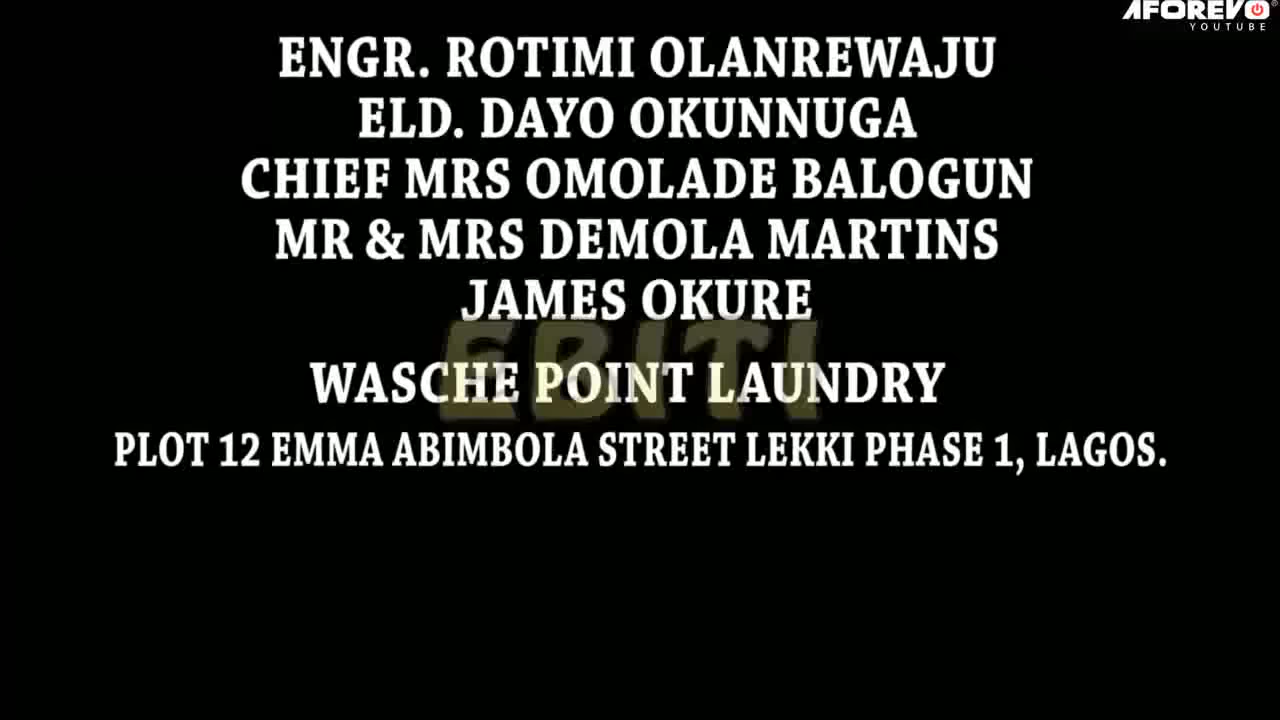 AFOREVO
YOUTUBE
ENGR. ROTIMI OLANREWAJU
ELD. DAYO OKUNNUGA
CHIEF MRS OMOLADE BALOGUN
MR & MRS DEMOLA MARTINS
JAMES OKURE
EBITI
WASCHE POINT LAUNDRY
PLOT 12 EMMA ABIMBOLA STREET LEKKI PHASE 1, LAGOS.